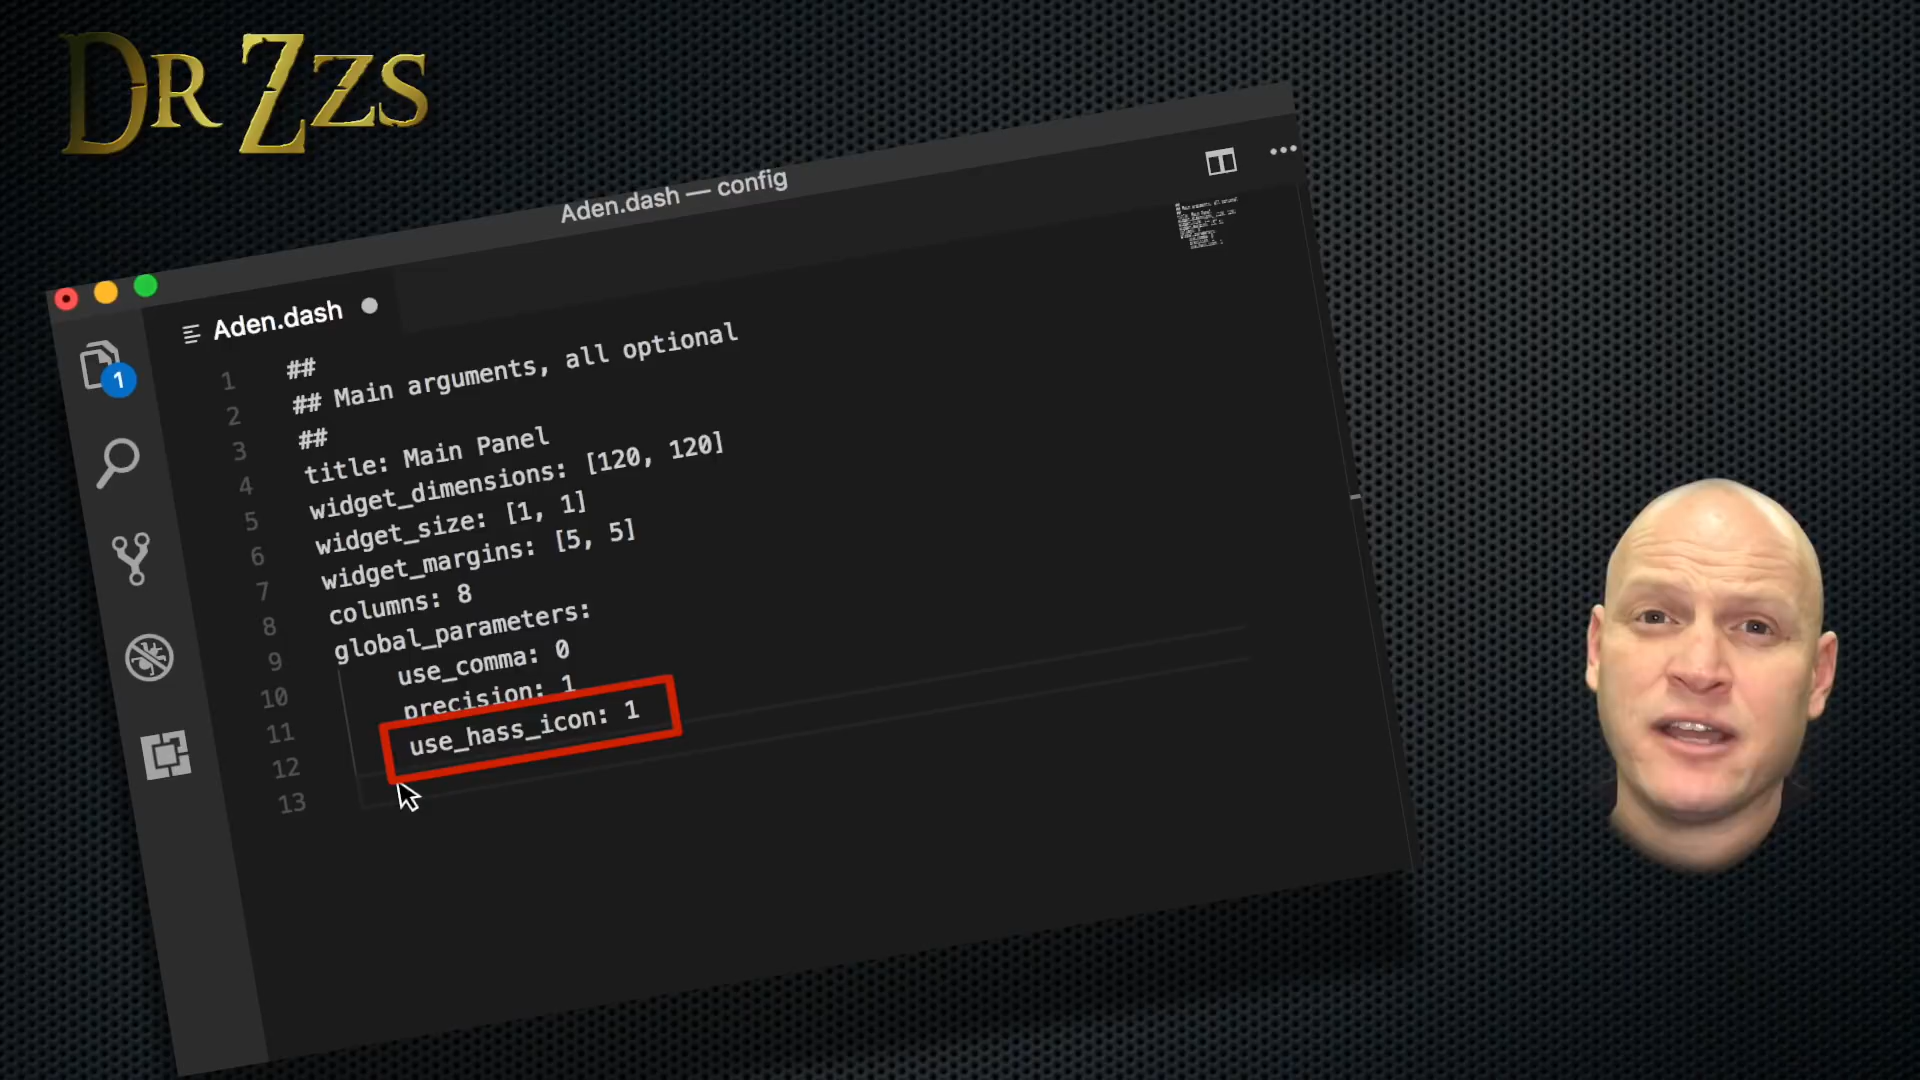 DR ZZS
Aden.dash — config
Aden.dash
1
1 ##
2 ## Main arguments, all optional
3 ##
4 title: Main Panel
5 widget_dimensions: [120, 120]
6 widget_size: [1, 1]
7 widget_margins: [5, 5]
8 columns: 8
9 global_parameters:
10 use_comma: 0
11 precision: 1
12 use_hass_icon: 1
13